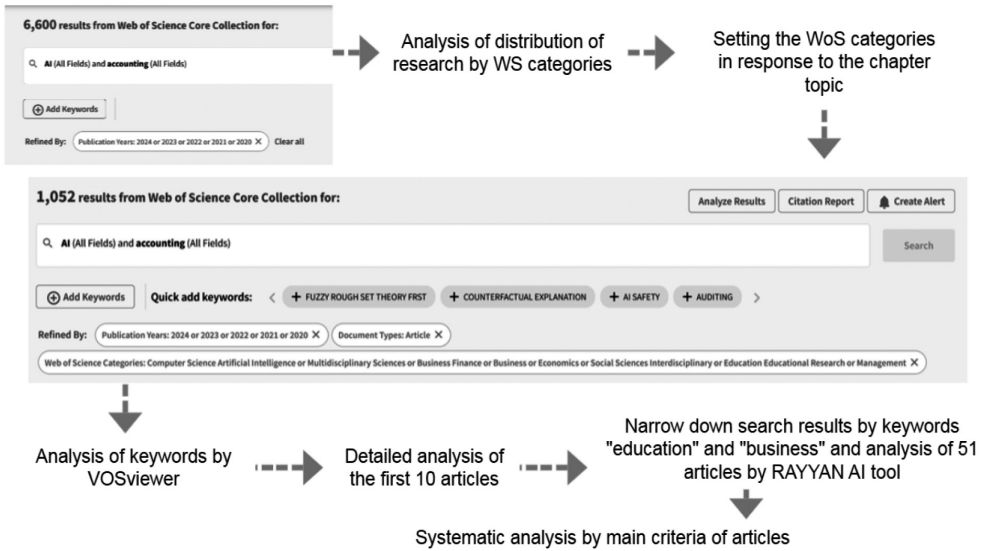 6,600 results from Web of Science Core Collection for:
AI (All Fields) and accounting (All Fields)
Add Keywords
Refined By: Publication Years: 2024 or 2023 or 2022 or 2021 or 2020 Clear all
Analysis of distribution of
research by WS categories
Setting the WoS categories
in response to the chapter
topic
1,052 results from Web of Science Core Collection for:
Analyze Results Citation Report Create Alert
AI (All Fields) and accounting (All Fields)
Search
Add Keywords Quick add keywords: + FUZZY ROUGH SET THEORY FRST + COUNTERFACTUAL EXPLANATION + AI SAFETY + AUDITING
Refined By: Publication Years: 2024 or 2023 or 2022 or 2021 or 2020 Document Types: Article
Web of Science Categories: Computer Science Artificial Intelligence or Multidisciplinary Sciences or Business Finance or Business or Economics or Social Sciences Interdisciplinary or Education Educational Research or Management
Analysis of keywords by
VOSviewer
Detailed analysis of
the first 10 articles
Narrow down search results by keywords
"education" and "business" and analysis of 51
articles by RAYYAN AI tool
Systematic analysis by main criteria of articles